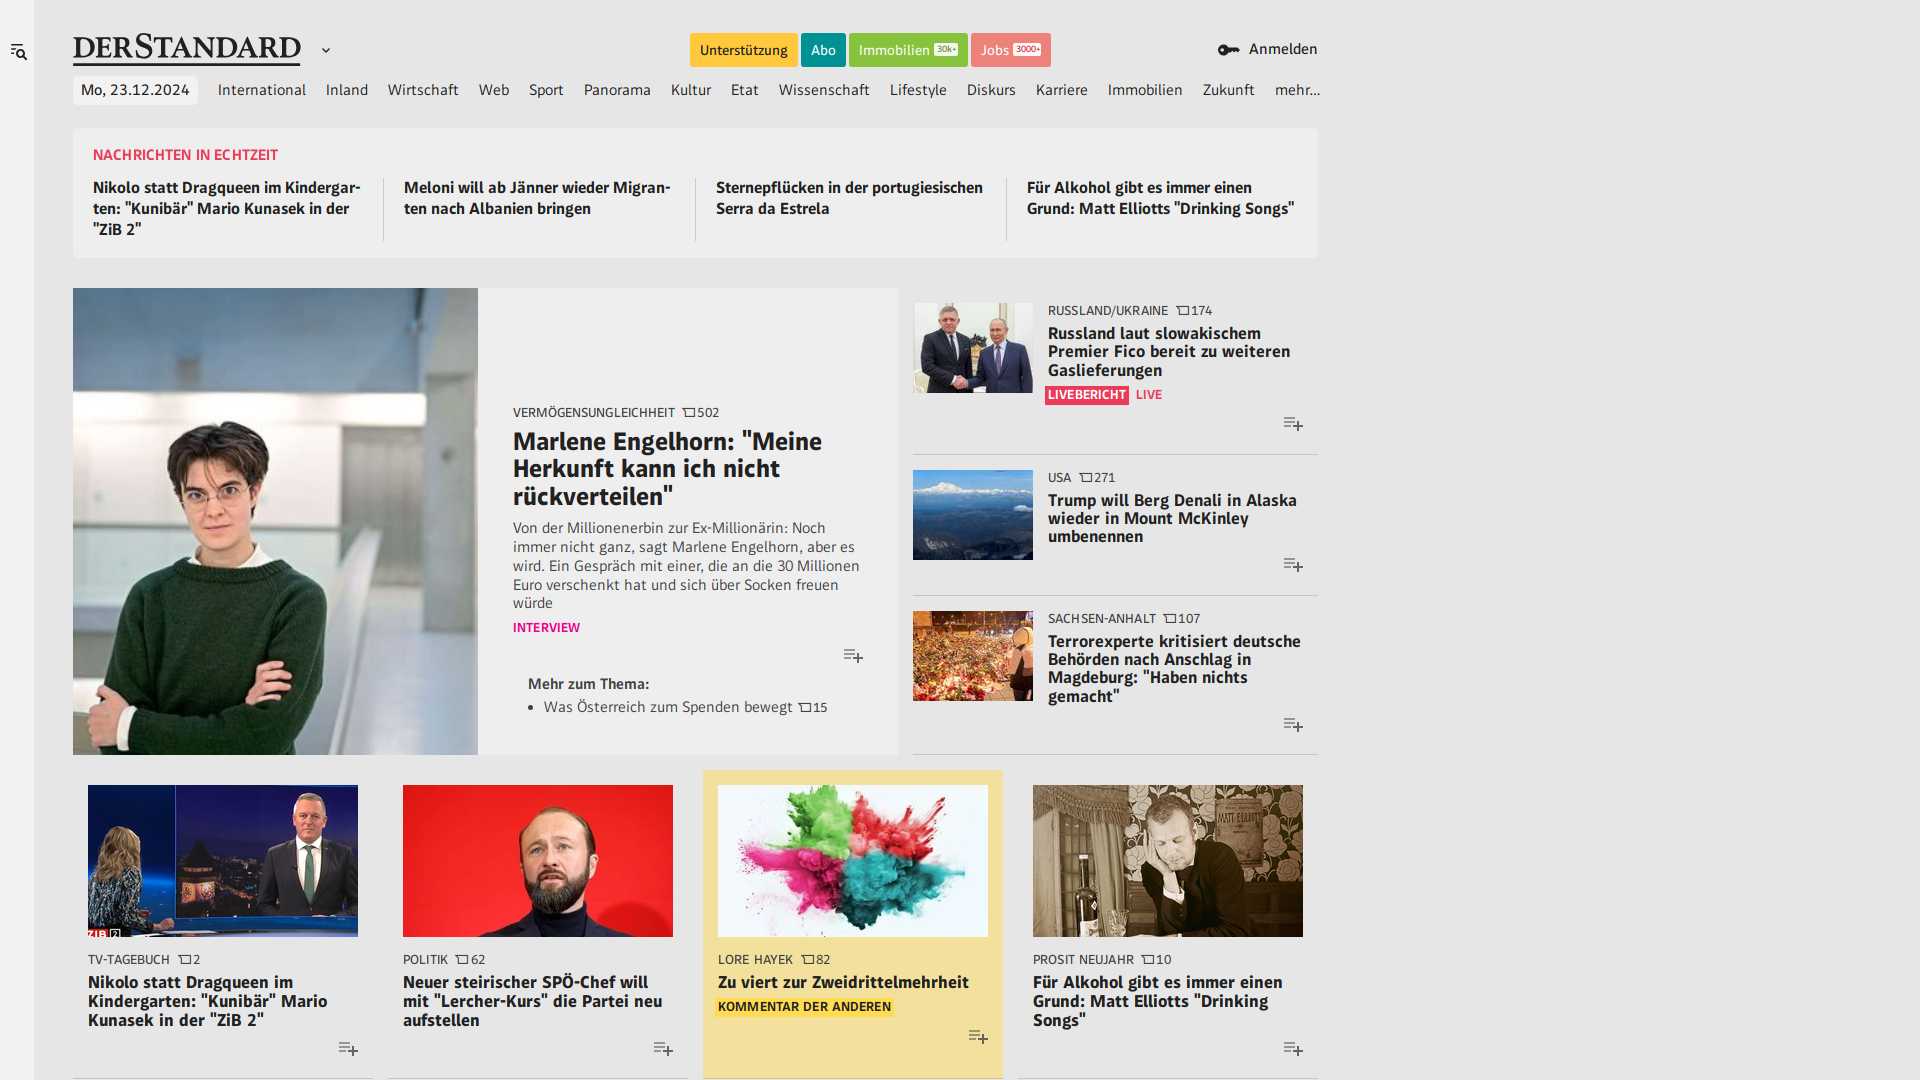 DERSTANDARD
Unterstützung
Abo
Immobilien 30k+
Jobs 3000+
Anmelden
Mo, 23.12.2024
International
Inland
Wirtschaft
Web
Sport
Panorama
Kultur
Etat
Wissenschaft
Lifestyle
Diskurs
Karriere
Immobilien
Zukunft
mehr...
NACHRICHTEN IN ECHTZEIT
Nikolo statt Dragqueen im Kindergar-
ten: "Kunibär" Mario Kunasek in der
"ZiB 2"
Meloni will ab Jänner wieder Migran-
ten nach Albanien bringen
Sternepflücken in der portugiesischen
Serra da Estrela
Für Alkohol gibt es immer einen
Grund: Matt Elliotts "Drinking Songs"
VERMÖGENSUNGLEICHHEIT 502
Marlene Engelhorn: "Meine
Herkunft kann ich nicht
rückverteilen"
Von der Millionenerbin zur Ex-Millionärin: Noch
immer nicht ganz, sagt Marlene Engelhorn, aber es
wird. Ein Gespräch mit einer, die an die 30 Millionen
Euro verschenkt hat und sich über Socken freuen
würde
INTERVIEW
Mehr zum Thema:
• Was Österreich zum Spenden bewegt 15
RUSSLAND/UKRAINE 174
Russland laut slowakischem
Premier Fico bereit zu weiteren
Gaslieferungen
LIVEBERICHT LIVE
USA 271
Trump will Berg Denali in Alaska
wieder in Mount McKinley
umbenennen
SACHSEN-ANHALT 107
Terrorexperte kritisiert deutsche
Behörden nach Anschlag in
Magdeburg: "Haben nichts
gemacht"
ZIB 2
TV-TAGEBUCH 2
Nikolo statt Dragqueen im
Kindergarten: "Kunibär" Mario
Kunasek in der "ZiB 2"
POLITIK 62
Neuer steirischer SPÖ-Chef will
mit "Lercher-Kurs" die Partei neu
aufstellen
LORE HAYEK 82
Zu viert zur Zweidrittelmehrheit
KOMMENTAR DER ANDEREN
MATT ELLIOTT
PROSIT NEUJAHR 10
Für Alkohol gibt es immer einen
Grund: Matt Elliotts "Drinking
Songs"